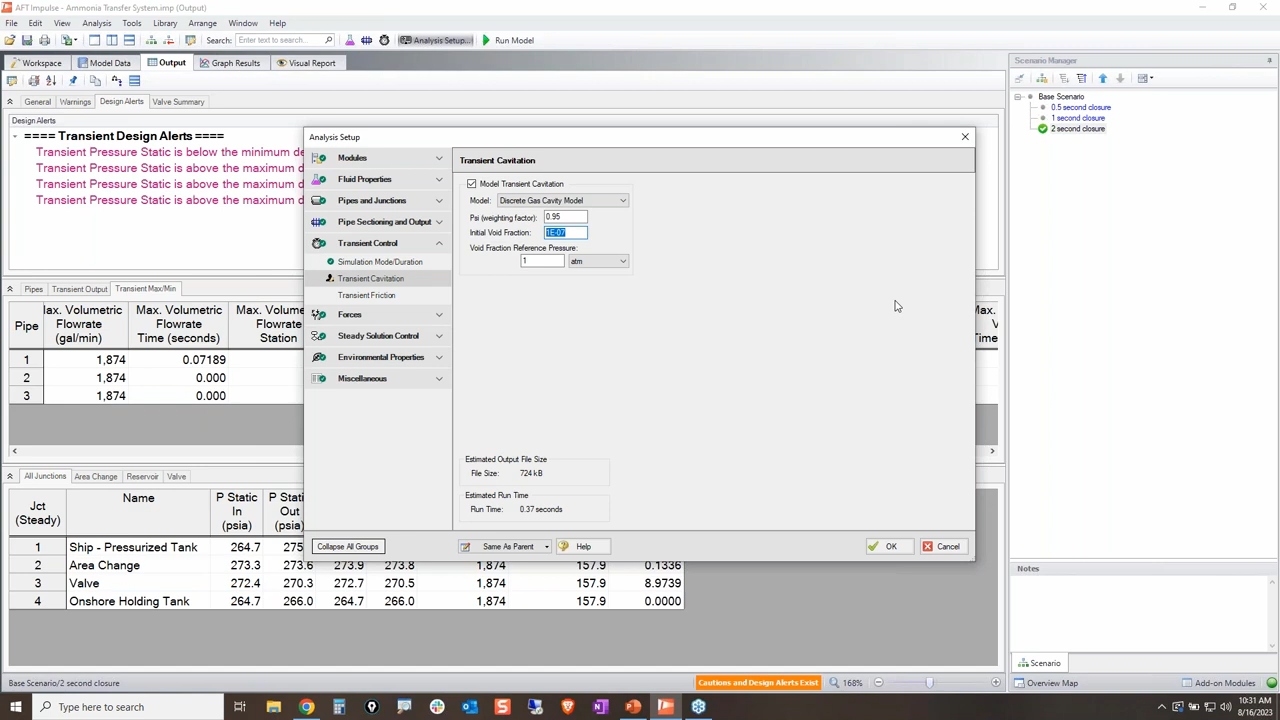 AFT Impulse - Ammonia Transfer System.imp (Output)
File Edit View Analysis Tools Library Arrange Window Help
Search: Enter text to search.. Analysis Setup... Run Model
Workspace Model Data Output Graph Results Visual Report
General Warnings Design Alerts Valve Summary
Design Alerts
==== Transient Design Alerts ====
Transient Pressure Static is below the minimum de
Transient Pressure Static is above the maximum d
Transient Pressure Static is above the maximum d
Transient Pressure Static is above the maximum d
Pipes Transient Output Transient Max/Min
Pipe
Max. Volumetric Flowrate (gal/min)
Max. Volumetric Flowrate Time (seconds)
Max. Volumetric Flowrate Station
1 1,874 0.07189
2 1,874 0.000
3 1,874 0.000
All Junctions Area Change Reservoir Valve
Jct (Steady)
Name
P Static In (psia)
P Static Out (psia)
1 Ship - Pressurized Tank 264.7 275
2 Area Change 273.3 273.6 273.9 273.8 1,874 157.9 0.1336
3 Valve 272.4 270.3 272.7 270.5 1,874 157.9 8.9739
4 Onshore Holding Tank 264.7 266.0 264.7 266.0 1,874 157.9 0.0000
Analysis Setup
Modules
Fluid Properties
Pipes and Junctions
Pipe Sectioning and Output
Transient Control
Simulation Mode/Duration
Transient Cavitation
Transient Friction
Forces
Steady Solution Control
Environmental Properties
Miscellaneous
Collapse All Groups
Transient Cavitation
Model Transient Cavitation
Model: Discrete Gas Cavity Model
Psi (weighting factor): 0.95
Initial Void Fraction: 1E-07
Void Fraction Reference Pressure:
1 atm
Estimated Output File Size
File Size: 724 kB
Estimated Run Time
Run Time: 0.37 seconds
Same As Parent Help OK Cancel
Scenario Manager
Base Scenario
0.5 second closure
1 second closure
2 second closure
Notes
Scenario
Base Scenario/2 second closure Cautions and Design Alerts Exist 168% Overview Map Add-on Modules
Type here to search
10:31 AM
8/16/2023